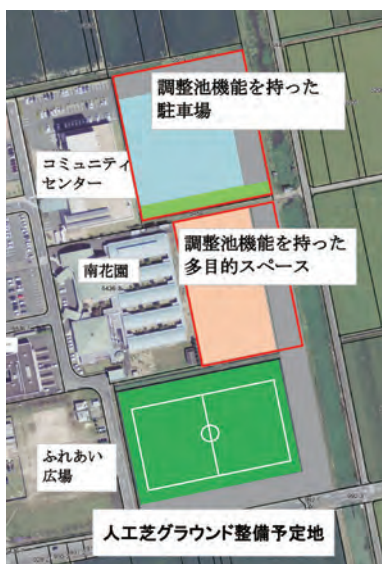 調整池機能を持った
駐車場
コミュニティ
センター
調整池機能を持った
多目的スペース
南花園
ふれあい
広場
人工芝グラウンド整備予定地